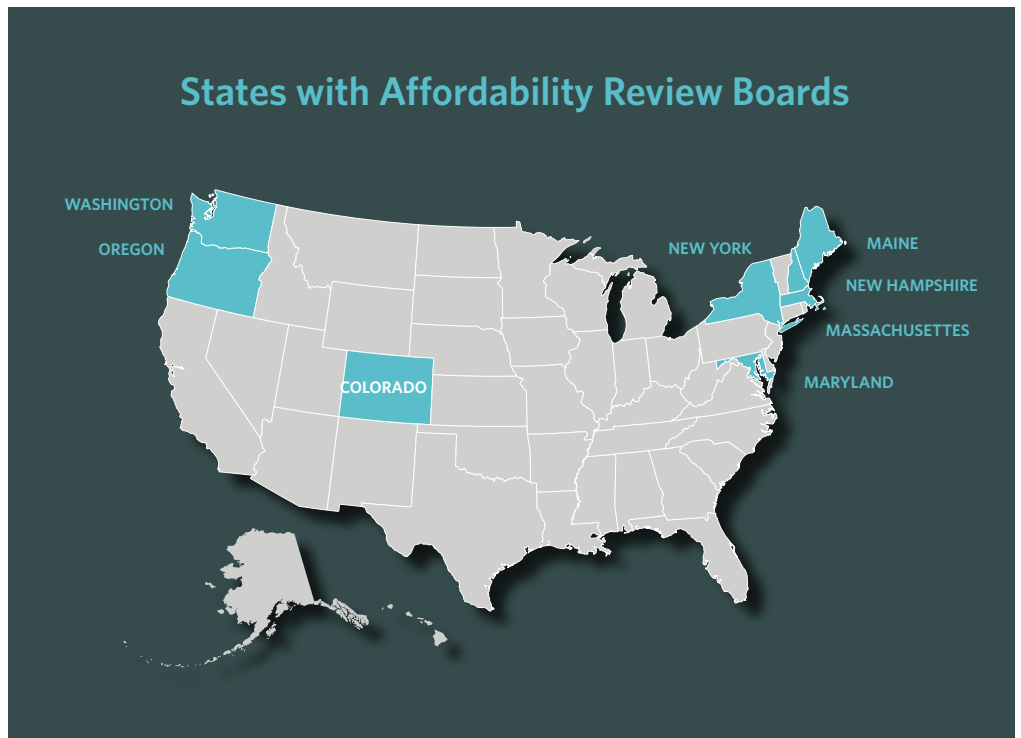 States with Affordability Review Boards
WASHINGTON
OREGON
NEW YORK
MAINE
NEW HAMPSHIRE
MASSACHUSETTES
COLORADO
MARYLAND